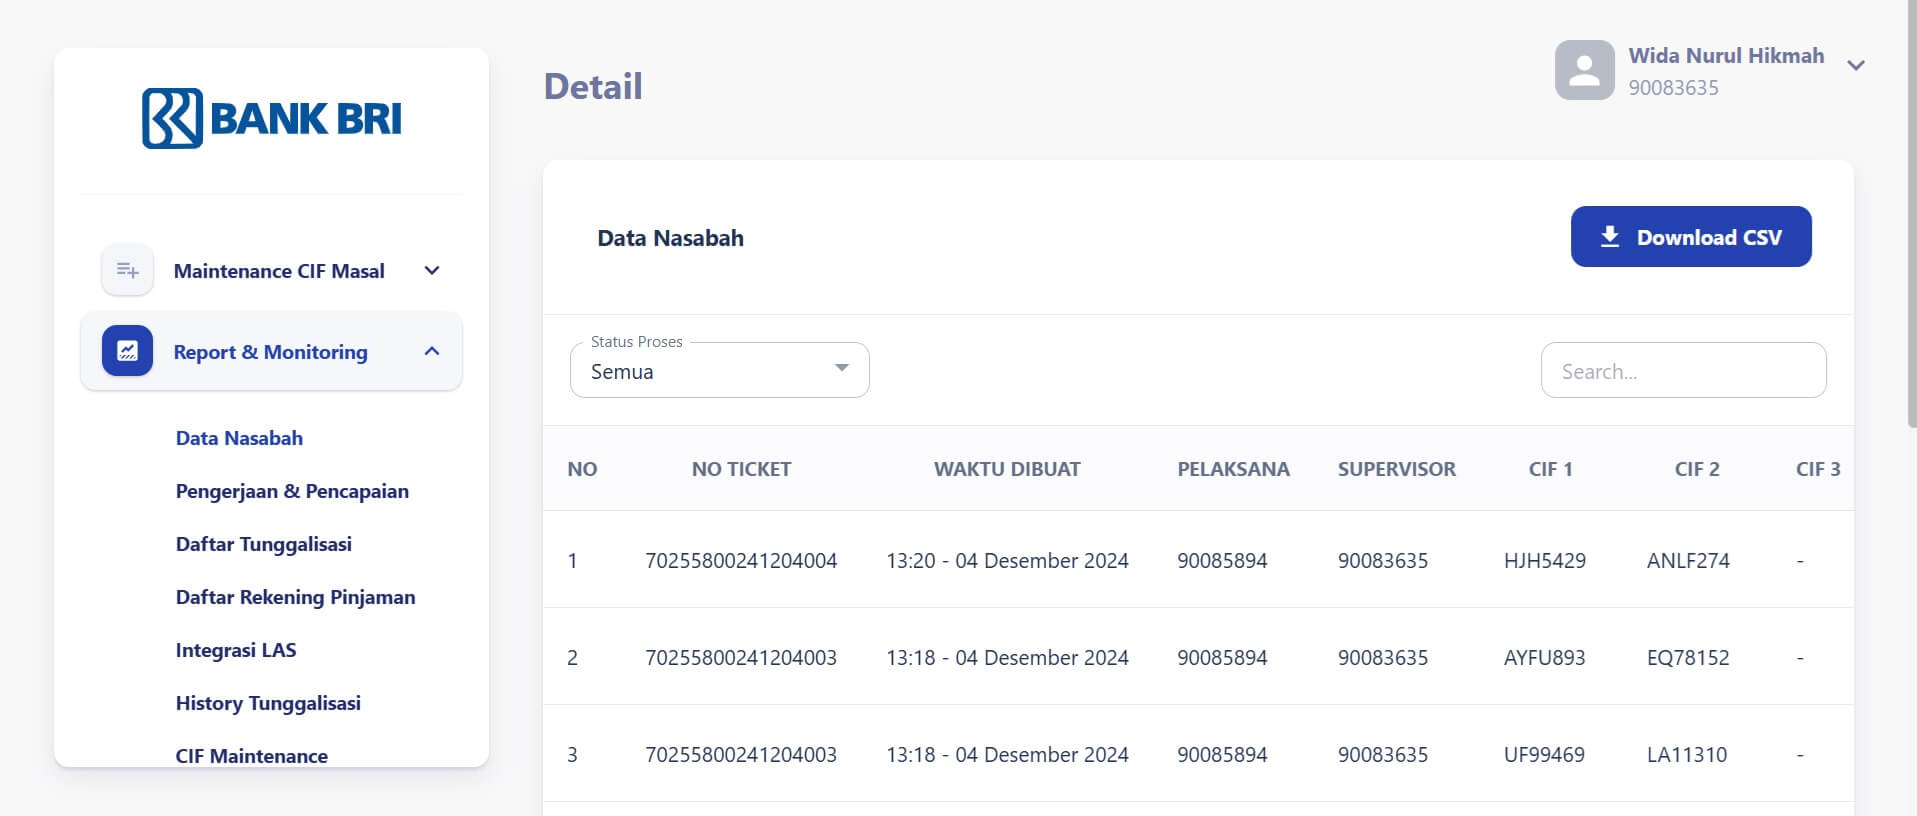 BANK BRI
Maintenance CIF Masal
Report & Monitoring
Data Nasabah
Pengerjaan & Pencapaian
Daftar Tunggalisasi
Daftar Rekening Pinjaman
Integrasi LAS
History Tunggalisasi
CIF Maintenance
Detail
Wida Nurul Hikmah
90083635
Data Nasabah
Download CSV
Status Proses
Semua
Search...
NO NO TICKET WAKTU DIBUAT PELAKSANA SUPERVISOR CIF 1 CIF 2 CIF 3
1 70255800241204004 13:20 - 04 Desember 2024 90085894 90083635 HJH5429 ANLF274 -
2 70255800241204003 13:18 - 04 Desember 2024 90085894 90083635 AYFU893 EQ78152 -
3 70255800241204003 13:18 - 04 Desember 2024 90085894 90083635 UF99469 LA11310 -